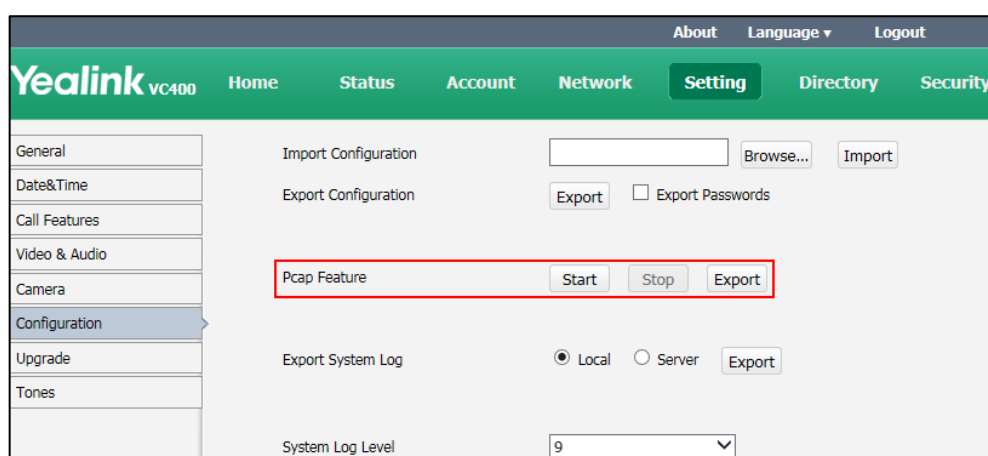 About Language ▾ Logout
Yealink VC400 Home Status Account Network Setting Directory Security
General
Date&Time
Call Features
Video & Audio
Camera
Configuration
Upgrade
Tones
Import Configuration Browse... Import
Export Configuration Export Export Passwords
Pcap Feature Start Stop Export
Export System Log Local Server Export
System Log Level 9